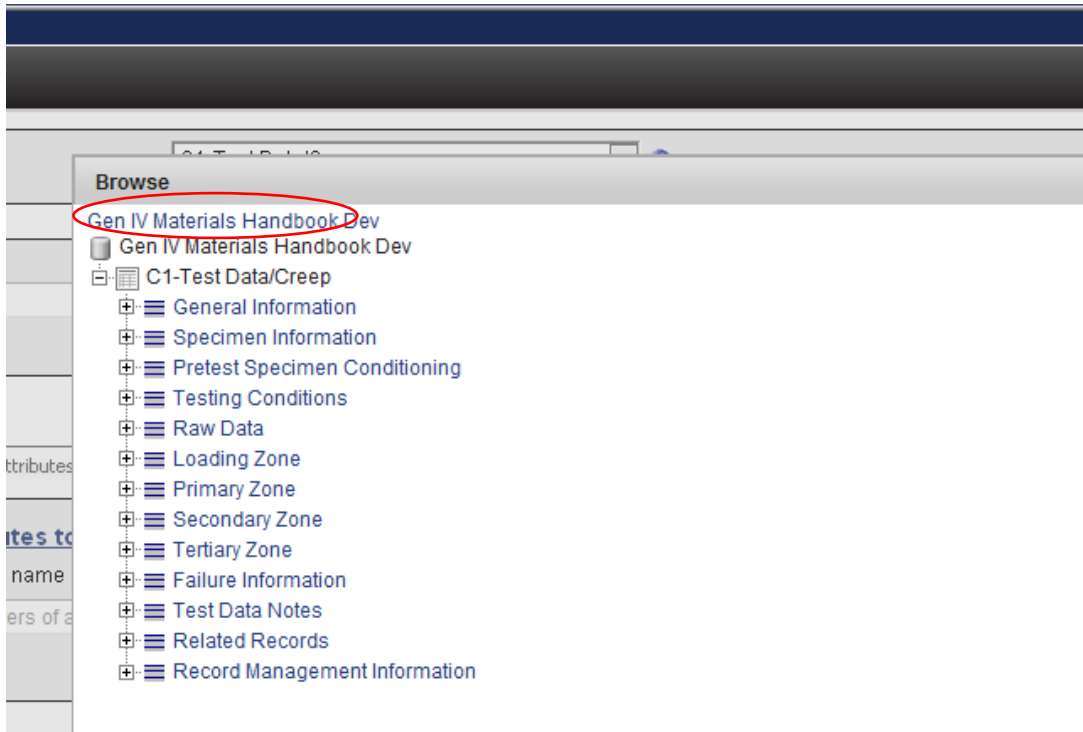 Browse
Gen IV Materials Handbook Dev
Gen IV Materials Handbook Dev
C1-Test Data/Creep
General Information
Specimen Information
Pretest Specimen Conditioning
Testing Conditions
Raw Data
Loading Zone
ttributes
Primary Zone
Secondary Zone
utes to
Tertiary Zone
name
Failure Information
ers of a
Test Data Notes
Related Records
Record Management Information